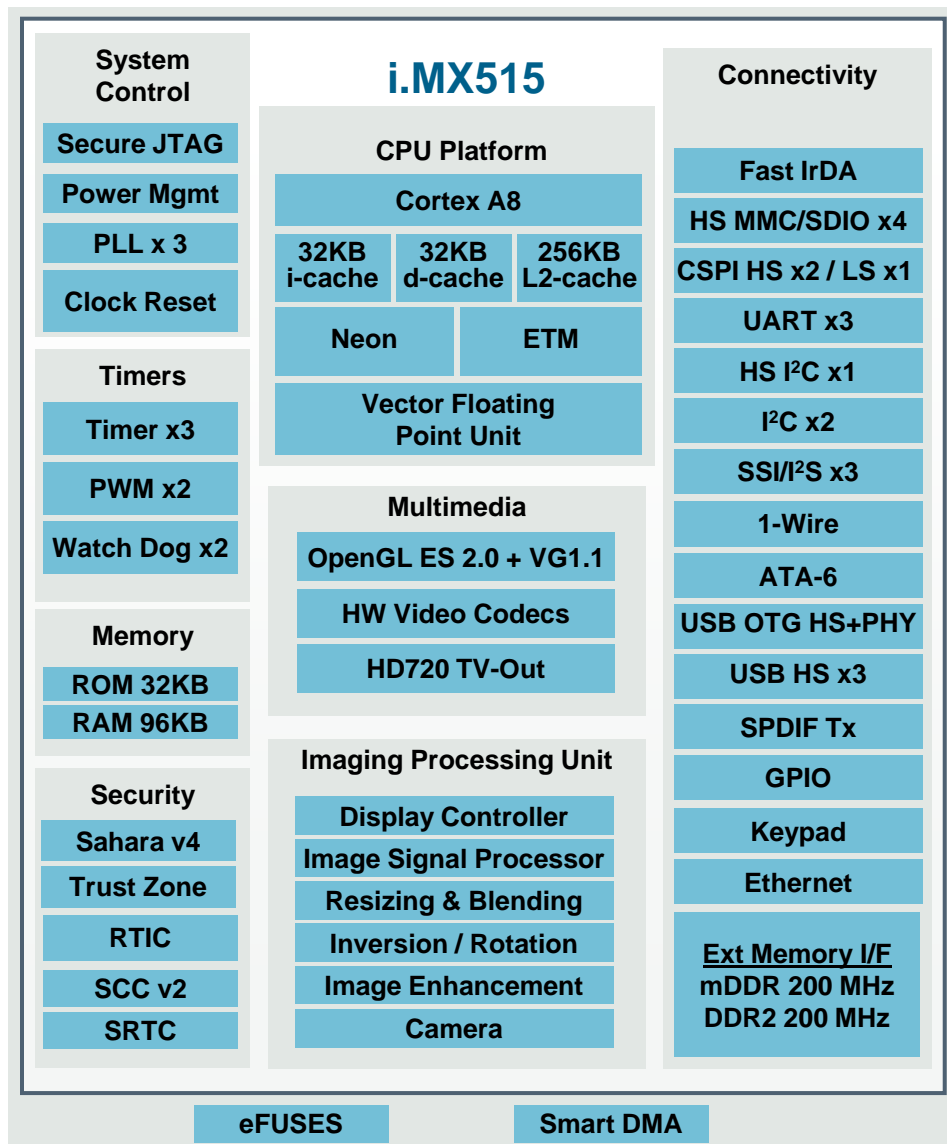 System
Control
Secure JTAG
Power Mgmt
PLL x 3
Clock Reset
Timers
Timer x3
PWM x2
Watch Dog x2
Memory
ROM 32KB
RAM 96KB
Security
Sahara v4
Trust Zone
RTIC
SCC v2
SRTC
i.MX515
CPU Platform
Cortex A8
32KB
i-cache
32KB
d-cache
256KB
L2-cache
Neon
ETM
Vector Floating
Point Unit
Multimedia
OpenGL ES 2.0 + VG1.1
HW Video Codecs
HD720 TV-Out
Imaging Processing Unit
Display Controller
Image Signal Processor
Resizing & Blending
Inversion / Rotation
Image Enhancement
Camera
Connectivity
Fast IrDA
HS MMC/SDIO x4
CSPI HS x2 / LS x1
UART x3
HS I²C x1
I²C x2
SSI/I²S x3
1-Wire
ATA-6
USB OTG HS+PHY
USB HS x3
SPDIF Tx
GPIO
Keypad
Ethernet
Ext Memory I/F
mDDR 200 MHz
DDR2 200 MHz
eFUSES
Smart DMA